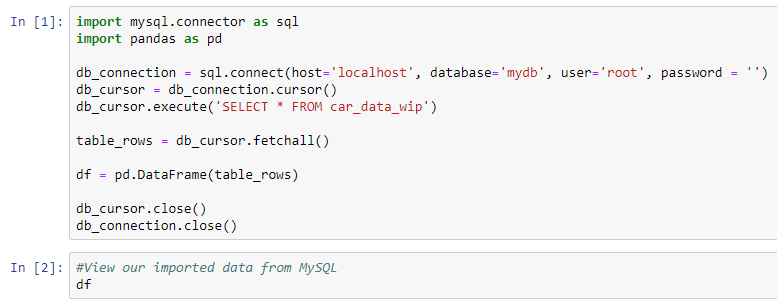 In [1]: import mysql.connector as sql
import pandas as pd
db_connection = sql.connect(host='localhost', database='mydb', user='root', password = '')
db_cursor = db_connection.cursor()
db_cursor.execute('SELECT * FROM car_data_wip')
table_rows = db_cursor.fetchall()
df = pd.DataFrame(table_rows)
db_cursor.close()
db_connection.close()
In [2]: #View our imported data from MySQL
df